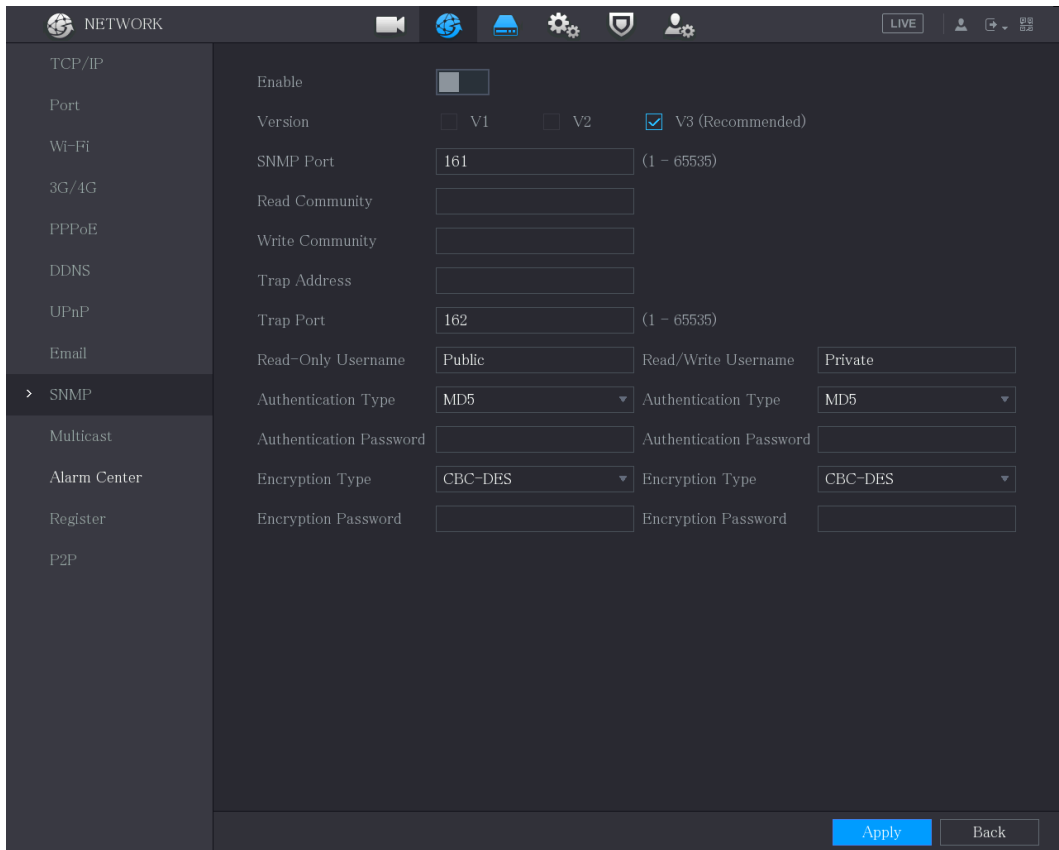 NETWORK
LIVE
TCP/IP
Port
Wi-Fi
3G/4G
PPPoE
DDNS
UPnP
Email
SNMP
Multicast
Alarm Center
Register
P2P
Enable
Version V1 V2 V3 (Recommended)
SNMP Port 161 (1 - 65535)
Read Community
Write Community
Trap Address
Trap Port 162 (1 - 65535)
Read-Only Username Public Read/Write Username Private
Authentication Type MD5 Authentication Type MD5
Authentication Password Authentication Password
Encryption Type CBC-DES Encryption Type CBC-DES
Encryption Password Encryption Password
Apply Back